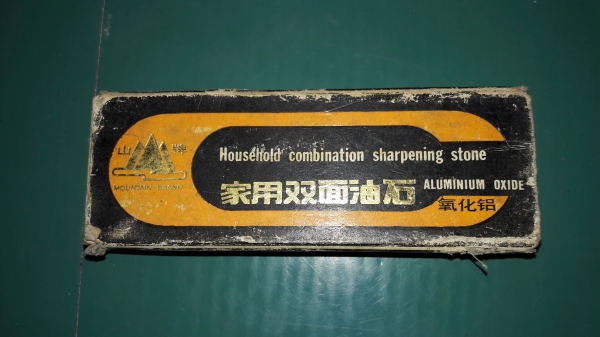 山 牌
MOUNTAIN BRAND
Household combination sharpening stone
家用双面油石
ALUMINIUM OXIDE
氧化铝